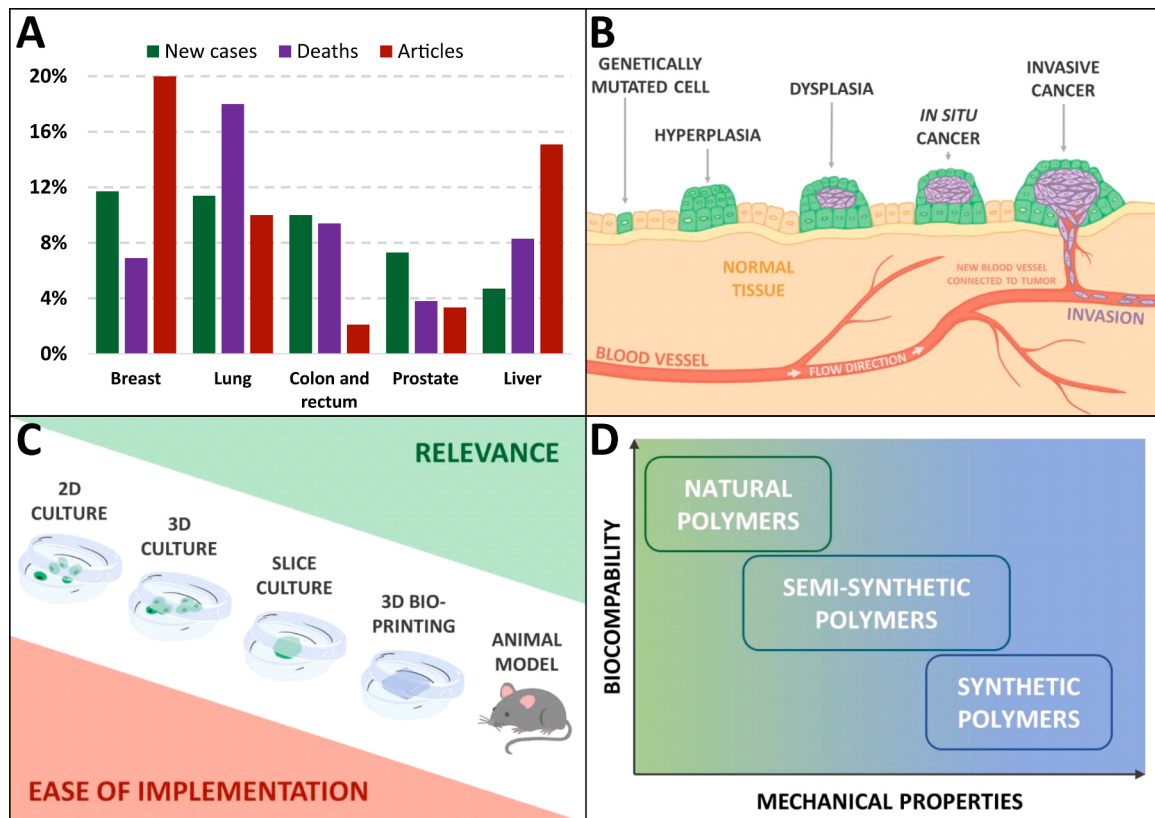 A
New cases Deaths Articles
20%
16%
12%
8%
4%
0%
Breast
Lung
Colon and
rectum
Prostate
Liver
B
GENETICALLY
MUTATED CELL
HYPERPLASIA
DYSPLASIA
IN SITU
CANCER
INVASIVE
CANCER
NORMAL
TISSUE
NEW BLOOD VESSEL
CONNECTED TO TUMOR
INVASION
BLOOD VESSEL
FLOW DIRECTION
C
RELEVANCE
2D
CULTURE
3D
CULTURE
SLICE
CULTURE
3D BIO-
PRINTING
ANIMAL
MODEL
EASE OF IMPLEMENTATION
D
BIOCOMPABILITY
NATURAL
POLYMERS
SEMI-SYNTHETIC
POLYMERS
SYNTHETIC
POLYMERS
MECHANICAL PROPERTIES